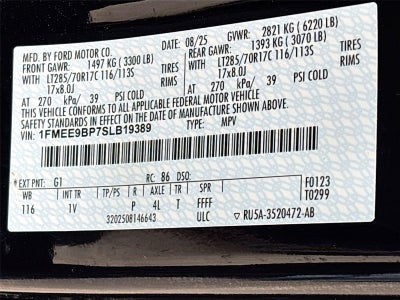 MFD. BY FORD MOTOR CO.
DATE: 08/25 GVWR: 2821 KG (6220 LB)
FRONT GAWR: 1497 KG (3300 LB) REAR GAWR: 1393 KG (3070 LB)
WITH LT285/70R17C 116/113S WITH LT285/70R17C 116/113S
TIRES TIRES
17x8.0J RIMS 17x8.0J RIMS
AT 270 kPa/ 39 PSI COLD AT 270 kPa/ 39 PSI COLD
THIS VEHICLE CONFORMS TO ALL APPLICABLE FEDERAL MOTOR VEHICLE
SAFETY
IN EFFECT ON THE DATE OF MANUFACTURE SHOWN ABOVE.
VIN: 1FMEE9BP7SLB19389 TYPE: MPV
EXT PNT: G1 RC: 86 DSO: F0123
WB TP/PS R AXLE TR SPR T0299
116 1V P 4L T FFFF
3202508146643 ULC RU5A-3520472-AB